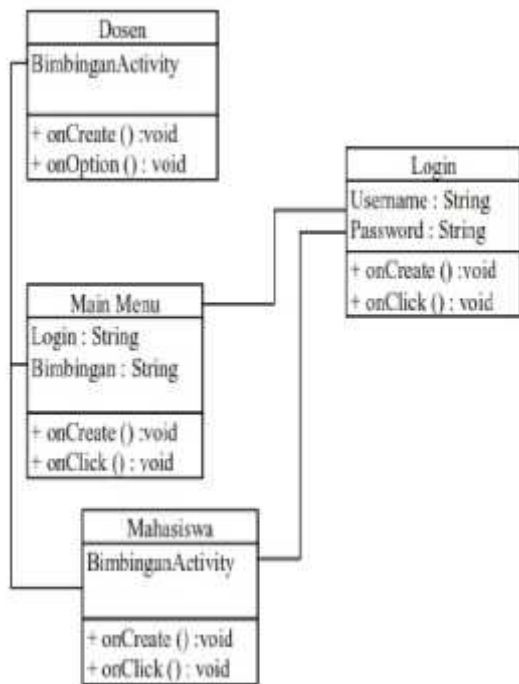 Dosen
BimbinganActivity
+ onCreate () :void
+ onOption () : void
Login
Username : String
Password : String
+ onCreate () :void
+ onClick () : void
Main Menu
Login : String
Bimbingan : String
+ onCreate () :void
+ onClick () : void
Mahasiswa
BimbinganActivity
+ onCreate () :void
+ onClick () : void